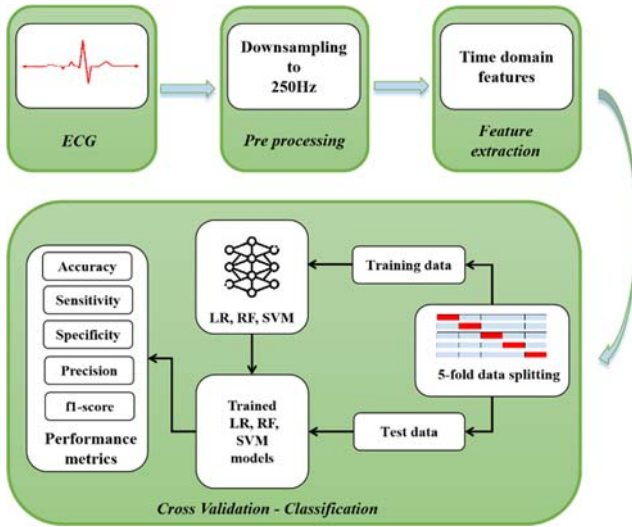 Downsampling
to
250Hz
Time domain
features
ECG
Pre processing
Feature
extraction
Accuracy
Sensitivity
Specificity
Precision
f1-score
Performance
metrics
LR, RF, SVM
Training data
5-fold data splitting
Trained
LR, RF,
SVM
models
Test data
Cross Validation - Classification